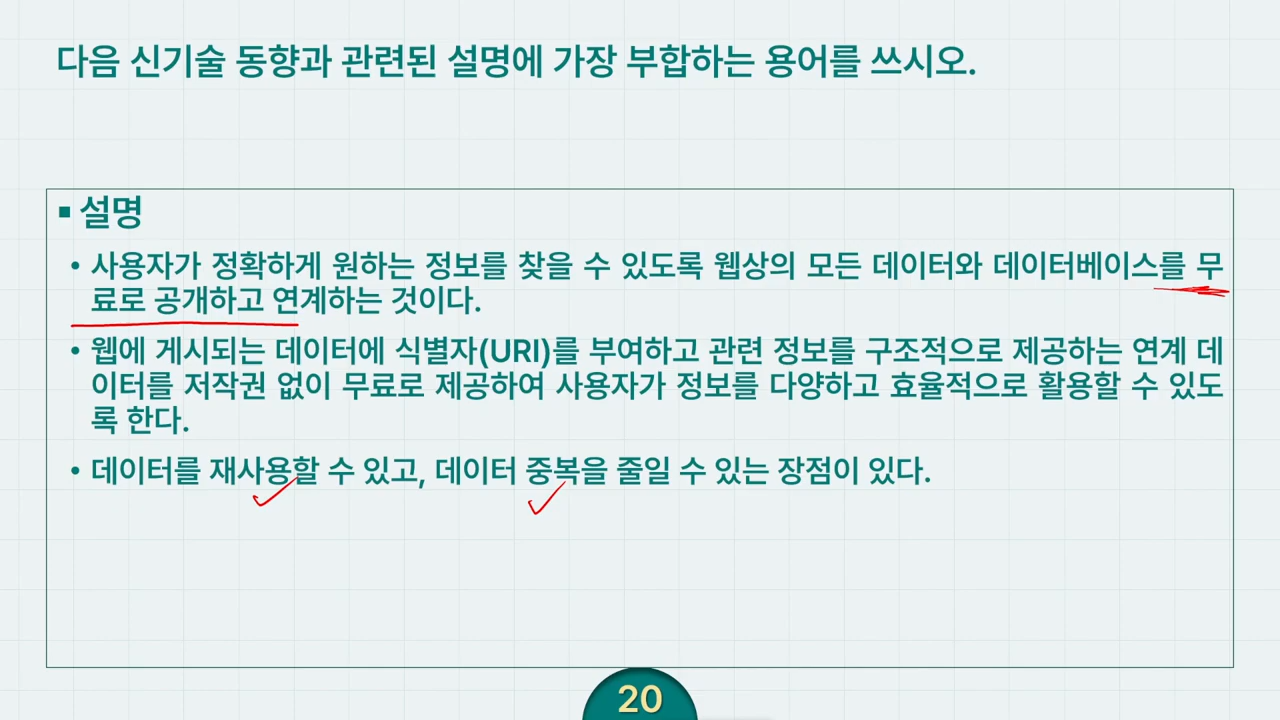 다음 신기술 동향과 관련된 설명에 가장 부합하는 용어를 쓰시오.
▪ 설명
• 사용자가 정확하게 원하는 정보를 찾을 수 있도록 웹상의 모든 데이터와 데이터베이스를 무
료로 공개하고 연계하는 것이다.
• 웹에 게시되는 데이터에 식별자(URI)를 부여하고 관련 정보를 구조적으로 제공하는 연계 데
이터를 저작권 없이 무료로 제공하여 사용자가 정보를 다양하고 효율적으로 활용할 수 있도
록 한다.
• 데이터를 재사용할 수 있고, 데이터 중복을 줄일 수 있는 장점이 있다.
20